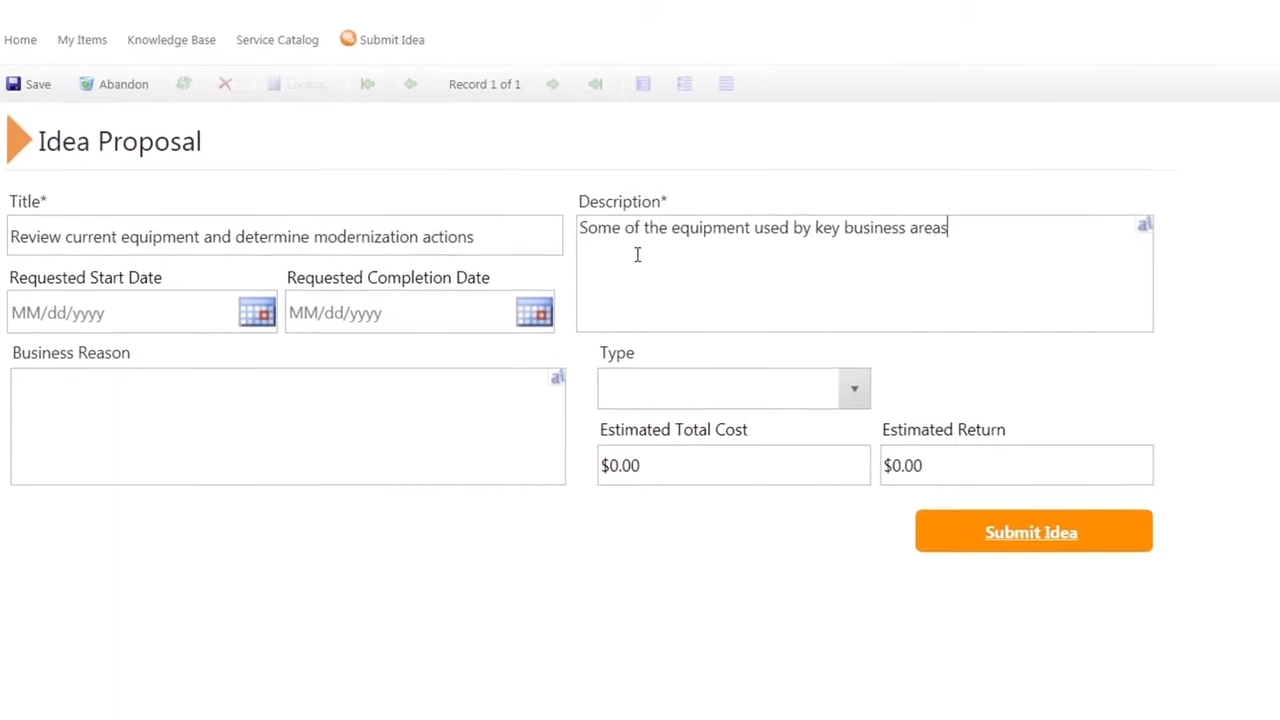 Home My Items Knowledge Base Service Catalog Submit Idea
Save Abandon Lookup Record 1 of 1
Idea Proposal
Title*
Description*
Review current equipment and determine modernization actions
Some of the equipment used by key business areas
Requested Start Date Requested Completion Date
MM/dd/yyyy MM/dd/yyyy
Business Reason
Type
Estimated Total Cost Estimated Return
$0.00 $0.00
Submit Idea